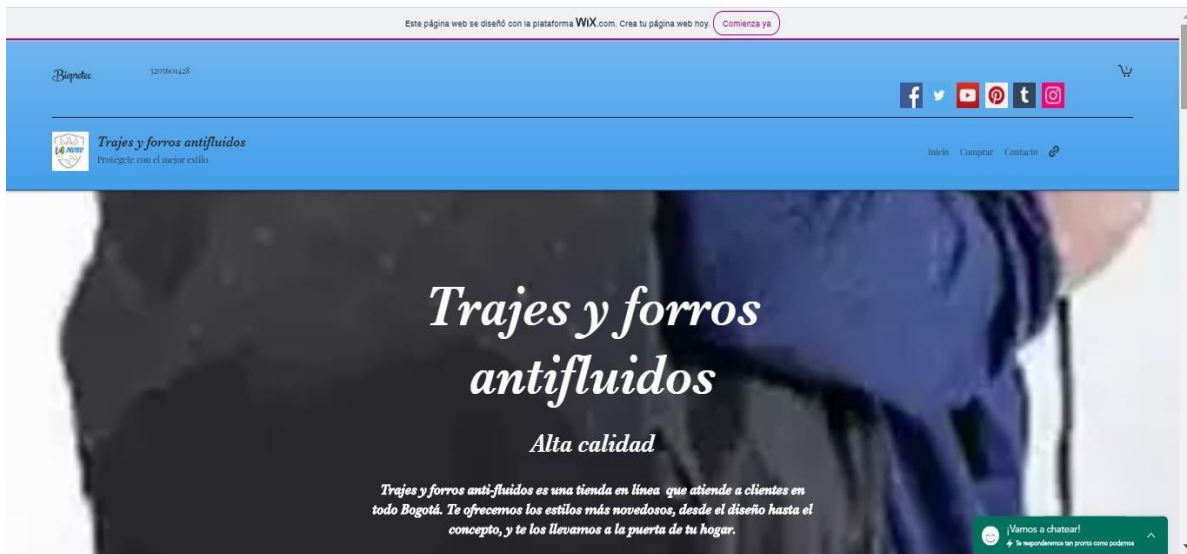 Este página web se diseñó con la plataforma WiX.com. Crea tu página web hoy. Comienza ya
Bioprotec
3205601428
Trajes y forros antifluidos
Protégete con el mejor estilo
Inicio Comprar Contacto
Trajes y forros
antifluidos
Alta calidad
Trajes y forros anti-fluidos es una tienda en línea que atiende a clientes en
todo Bogotá. Te ofrecemos los estilos más novedosos, desde el diseño hasta el
concepto, y te los llevamos a la puerta de tu hogar.
¡Vamos a chatear!
Te responderemos tan pronto como podamos